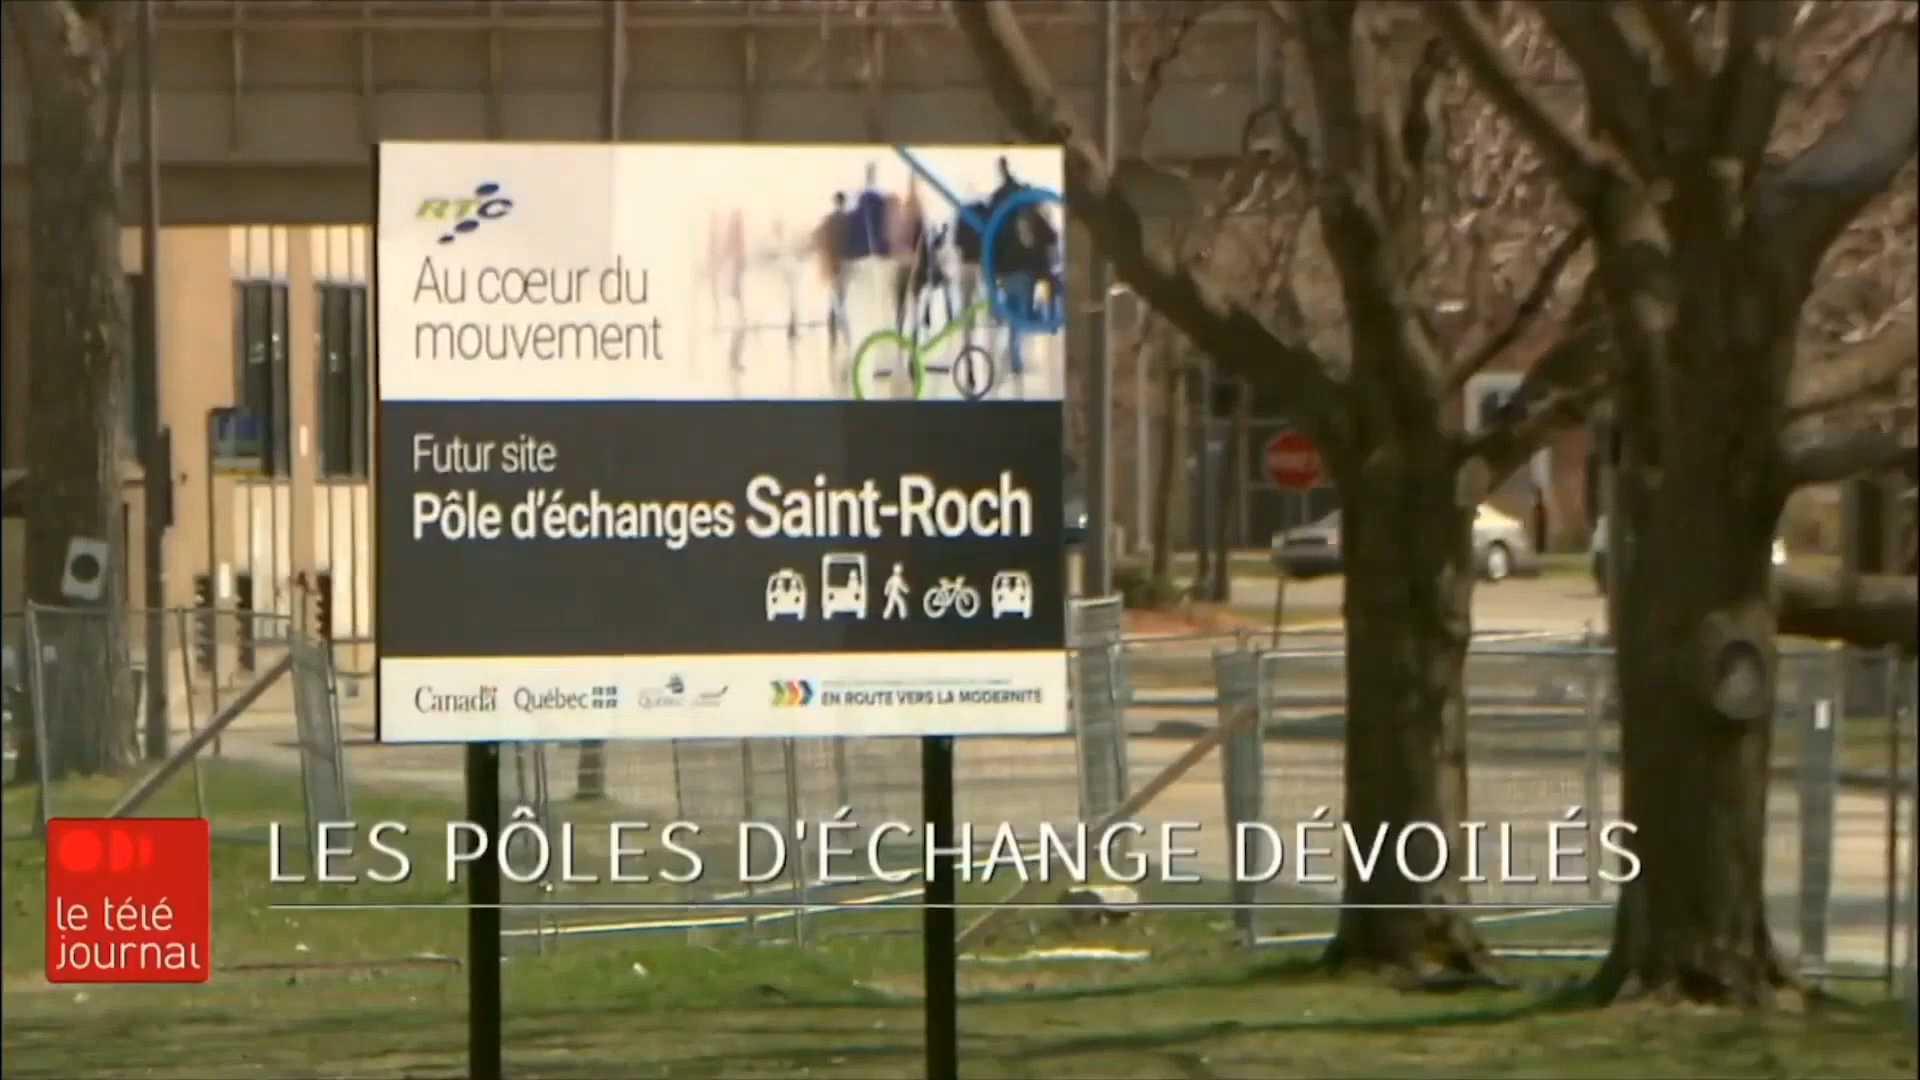 RTC
Au coeur du
mouvement
Futur site
Pôle d'échanges Saint-Roch
Canada Québec EN ROUTE VERS LA MODERNITÉ
LES PÔLES D'ÉCHANGE DÉVOILÉS
le télé
journal